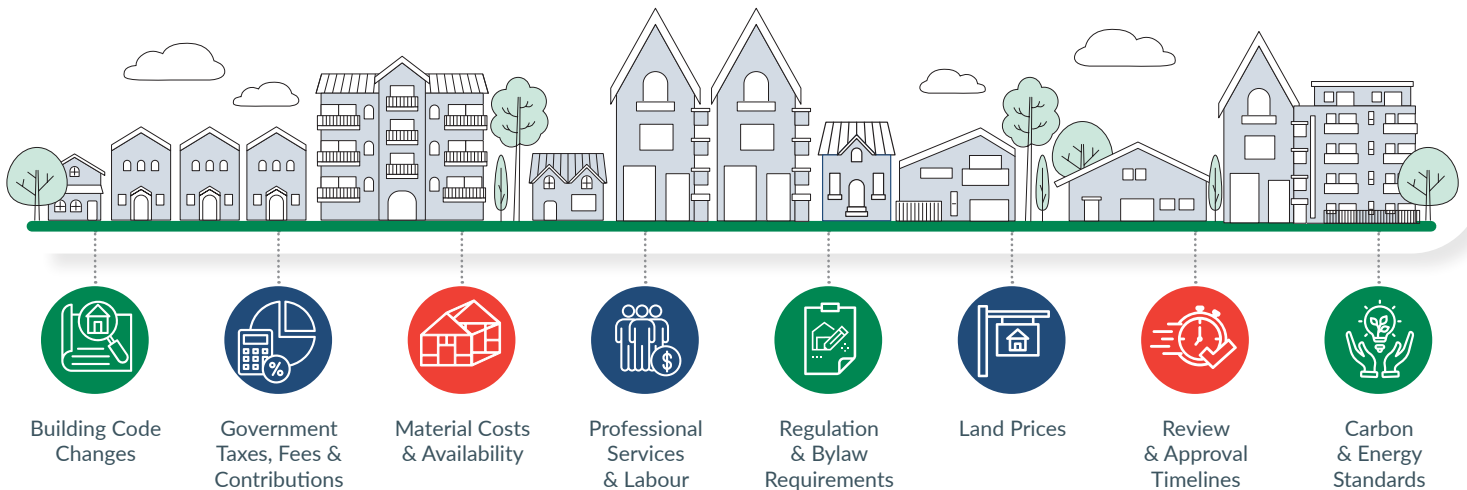 Building Code
Changes
Government
Taxes, Fees &
Contributions
Material Costs
& Availability
Professional
Services
& Labour
Regulation
& Bylaw
Requirements
Land Prices
Review
& Approval
Timelines
Carbon
& Energy
Standards
%
$